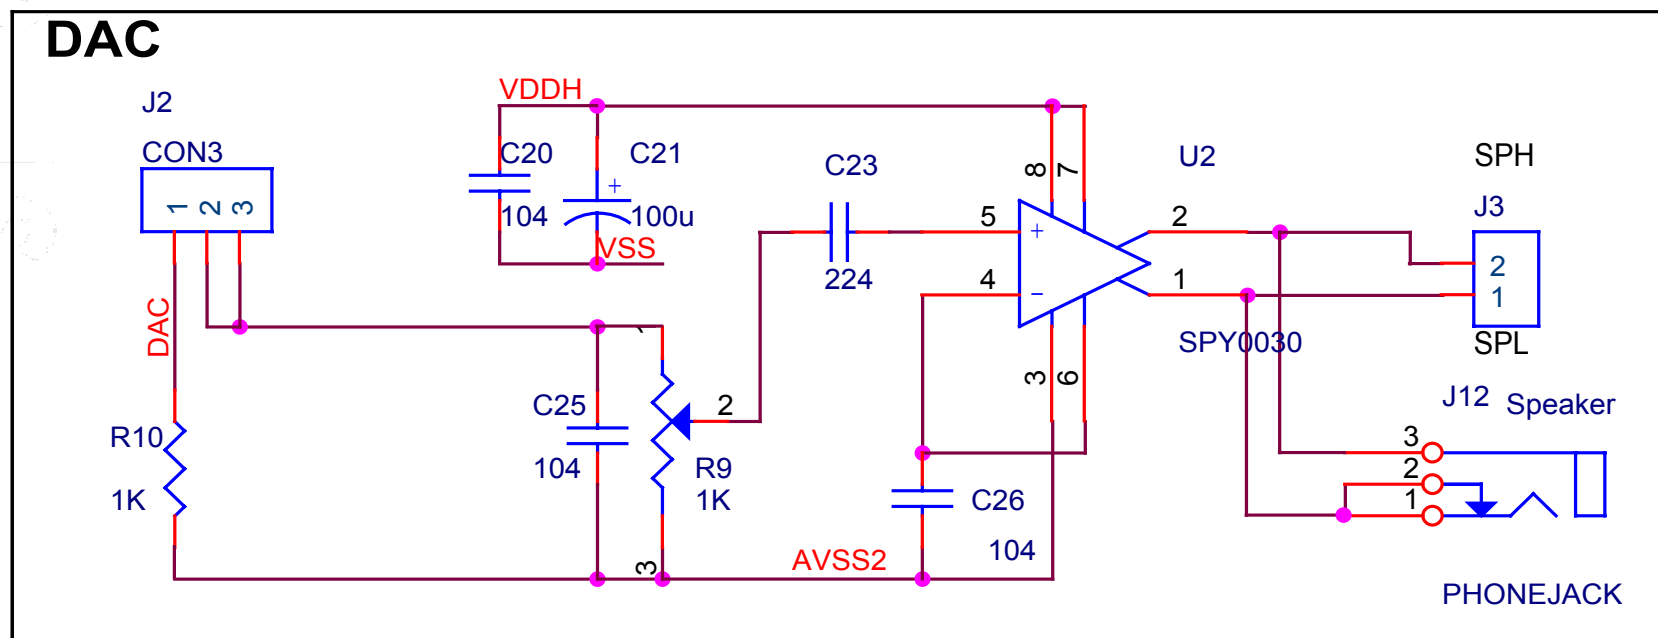 DAC
J2
CON3
1
2
3
DAC
R10
1K
VDDH
C20
104
C21
+
100u
VSS
C23
224
C25
104
1
2
3
R9
1K
AVSS2
C26
104
8
7
5
+
4
−
3
6
U2
2
1
SPY0030
SPH
J3
2
1
SPL
J12 Speaker
3
2
1
PHONEJACK